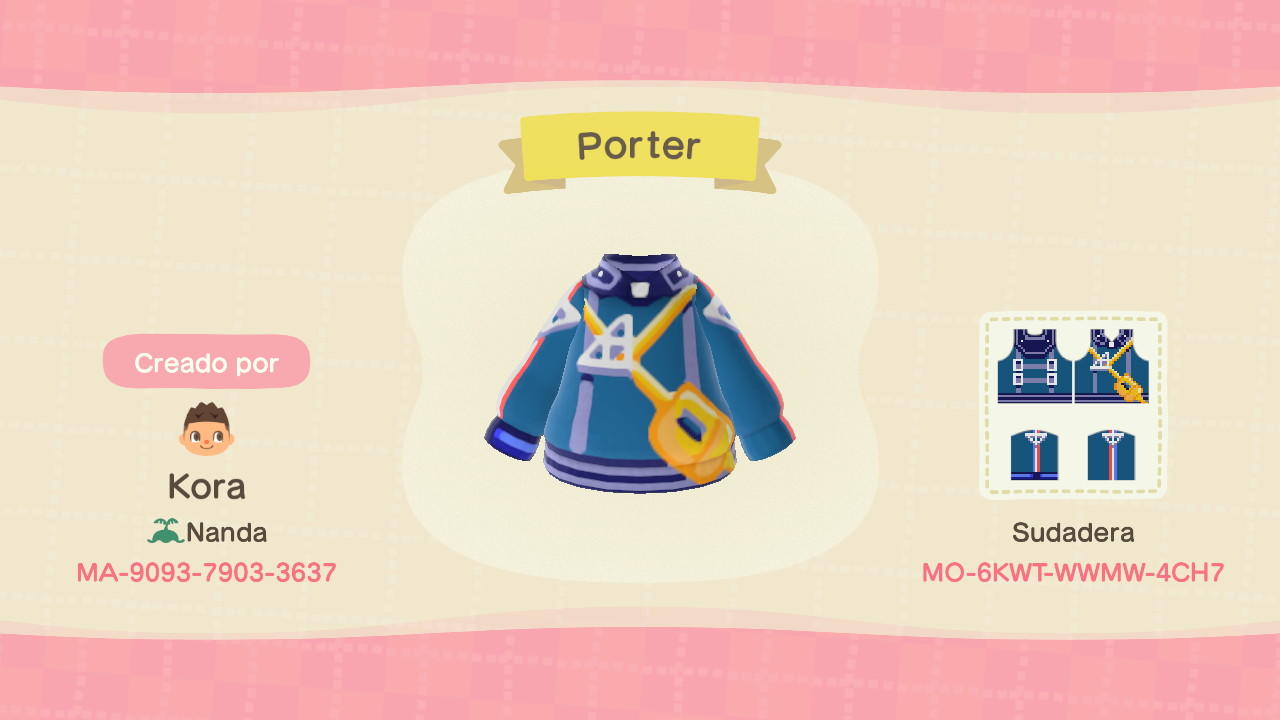 Porter
Creado por
Kora
Nanda
MA-9093-7903-3637
Sudadera
MO-6KWT-WWMW-4CH7